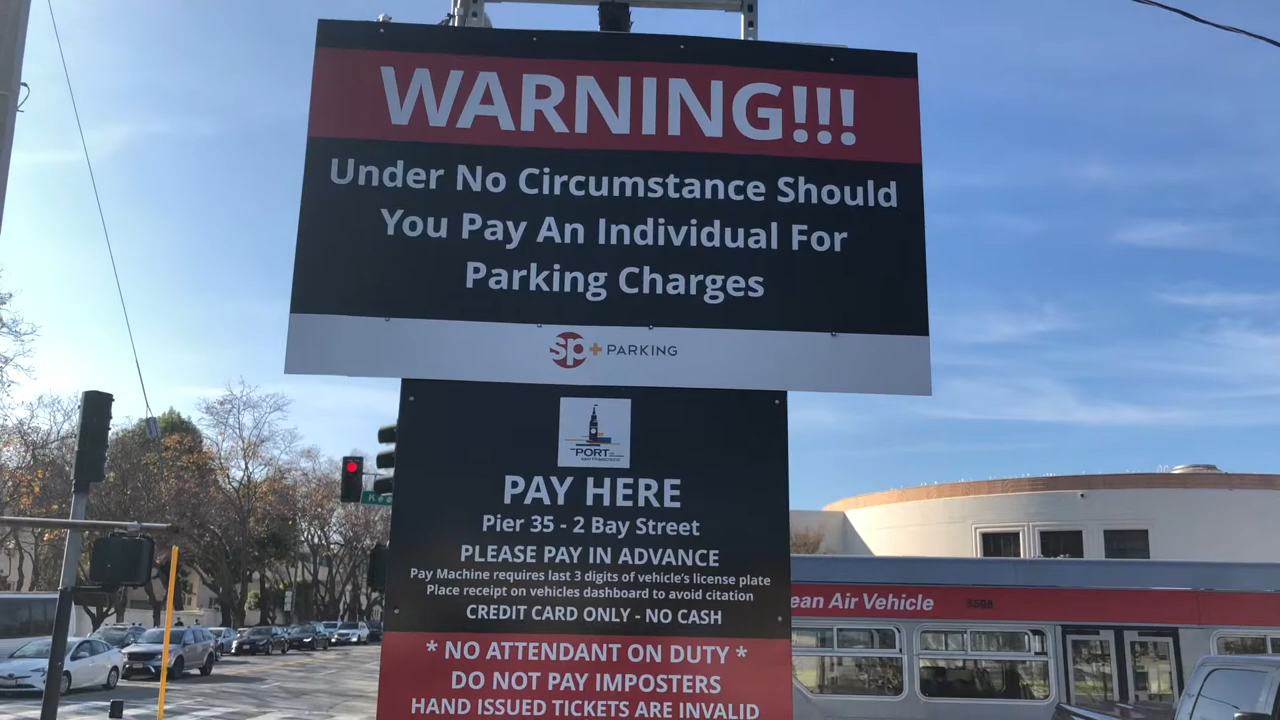 WARNING!!!
Under No Circumstance Should
You Pay An Individual For
Parking Charges
sp+ PARKING
PORT
SAN FRANCISCO
PAY HERE
Pier 35 - 2 Bay Street
PLEASE PAY IN ADVANCE
Pay Machine requires last 3 digits of vehicle's license plate
Place receipt on vehicles dashboard to avoid citation
CREDIT CARD ONLY - NO CASH
* NO ATTENDANT ON DUTY *
DO NOT PAY IMPOSTERS
HAND ISSUED TICKETS ARE INVALID
ean Air Vehicle